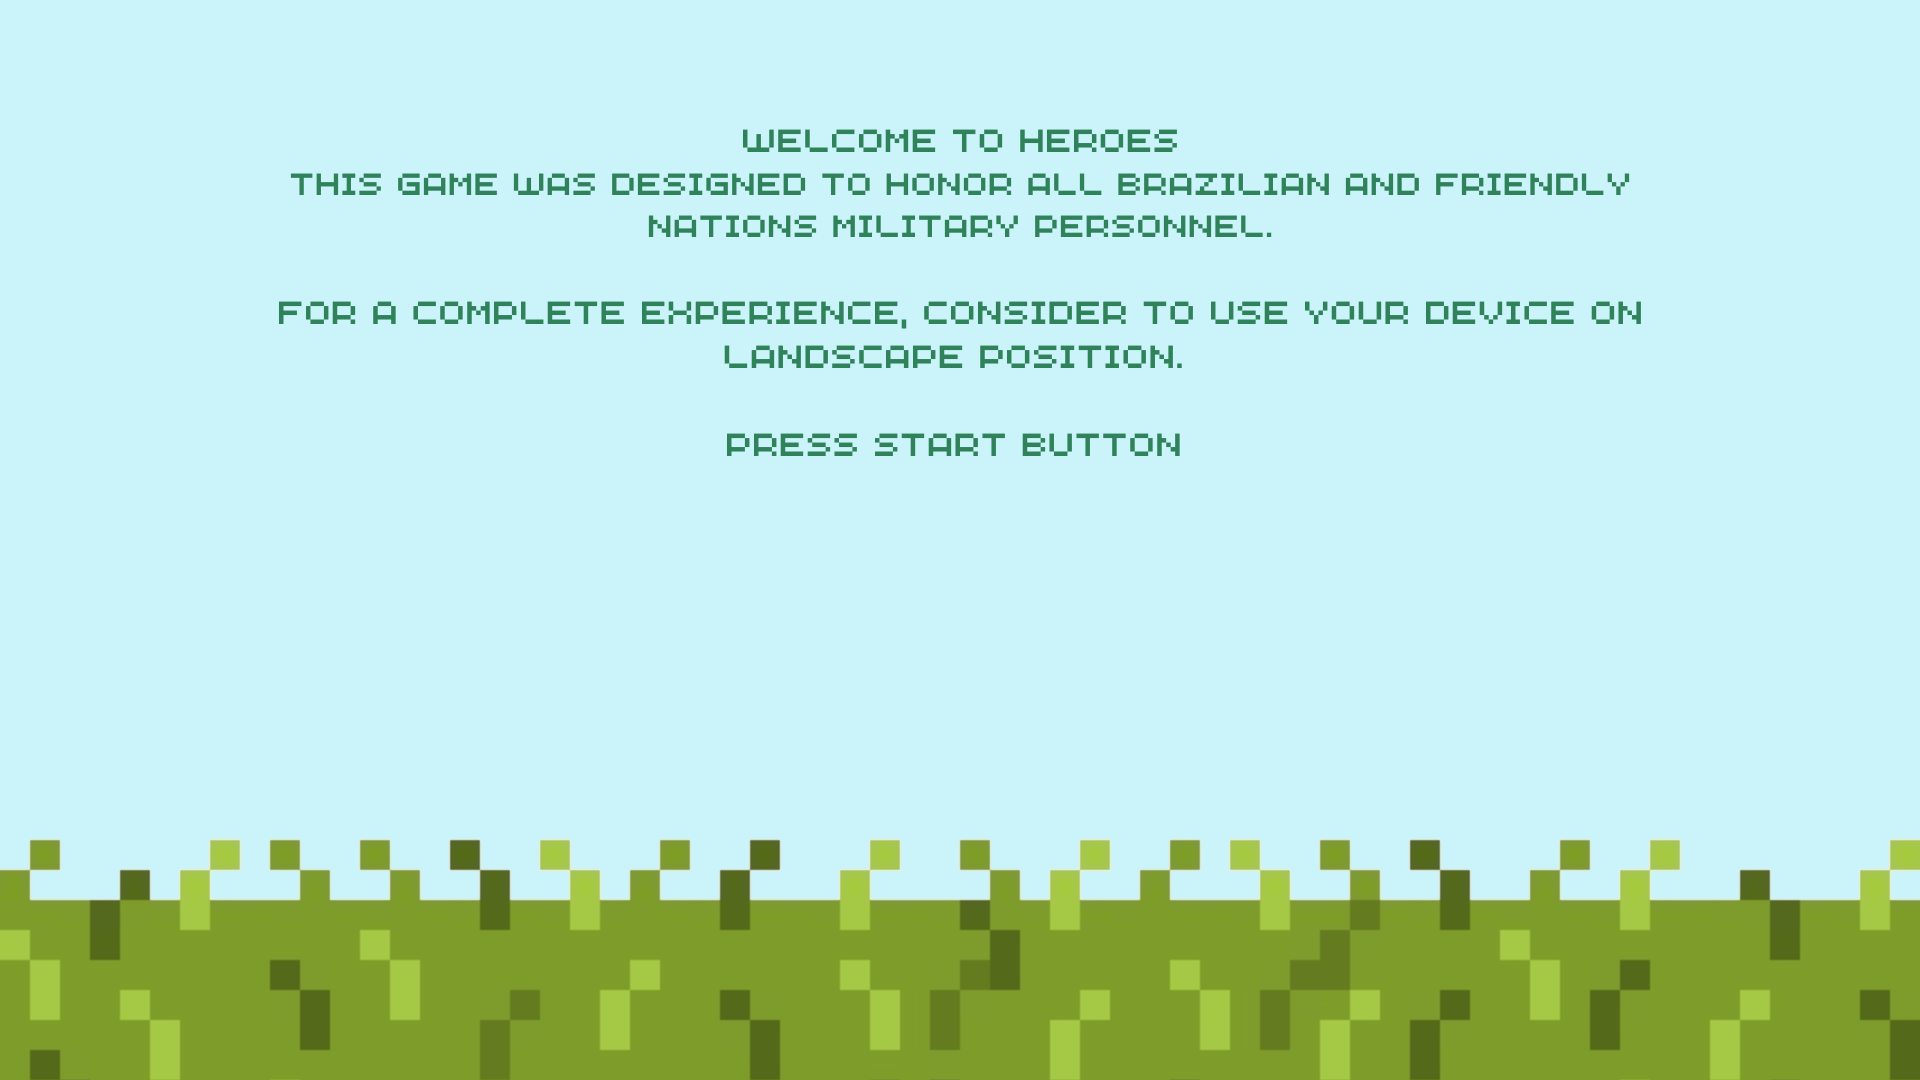 WELCOME TO HEROES
THIS GAME WAS DESIGNED TO HONOR ALL BRAZILIAN AND FRIENDLY
NATIONS MILITARY PERSONNEL.
FOR A COMPLETE EXPERIENCE, CONSIDER TO USE YOUR DEVICE ON
LANDSCAPE POSITION.
PRESS START BUTTON